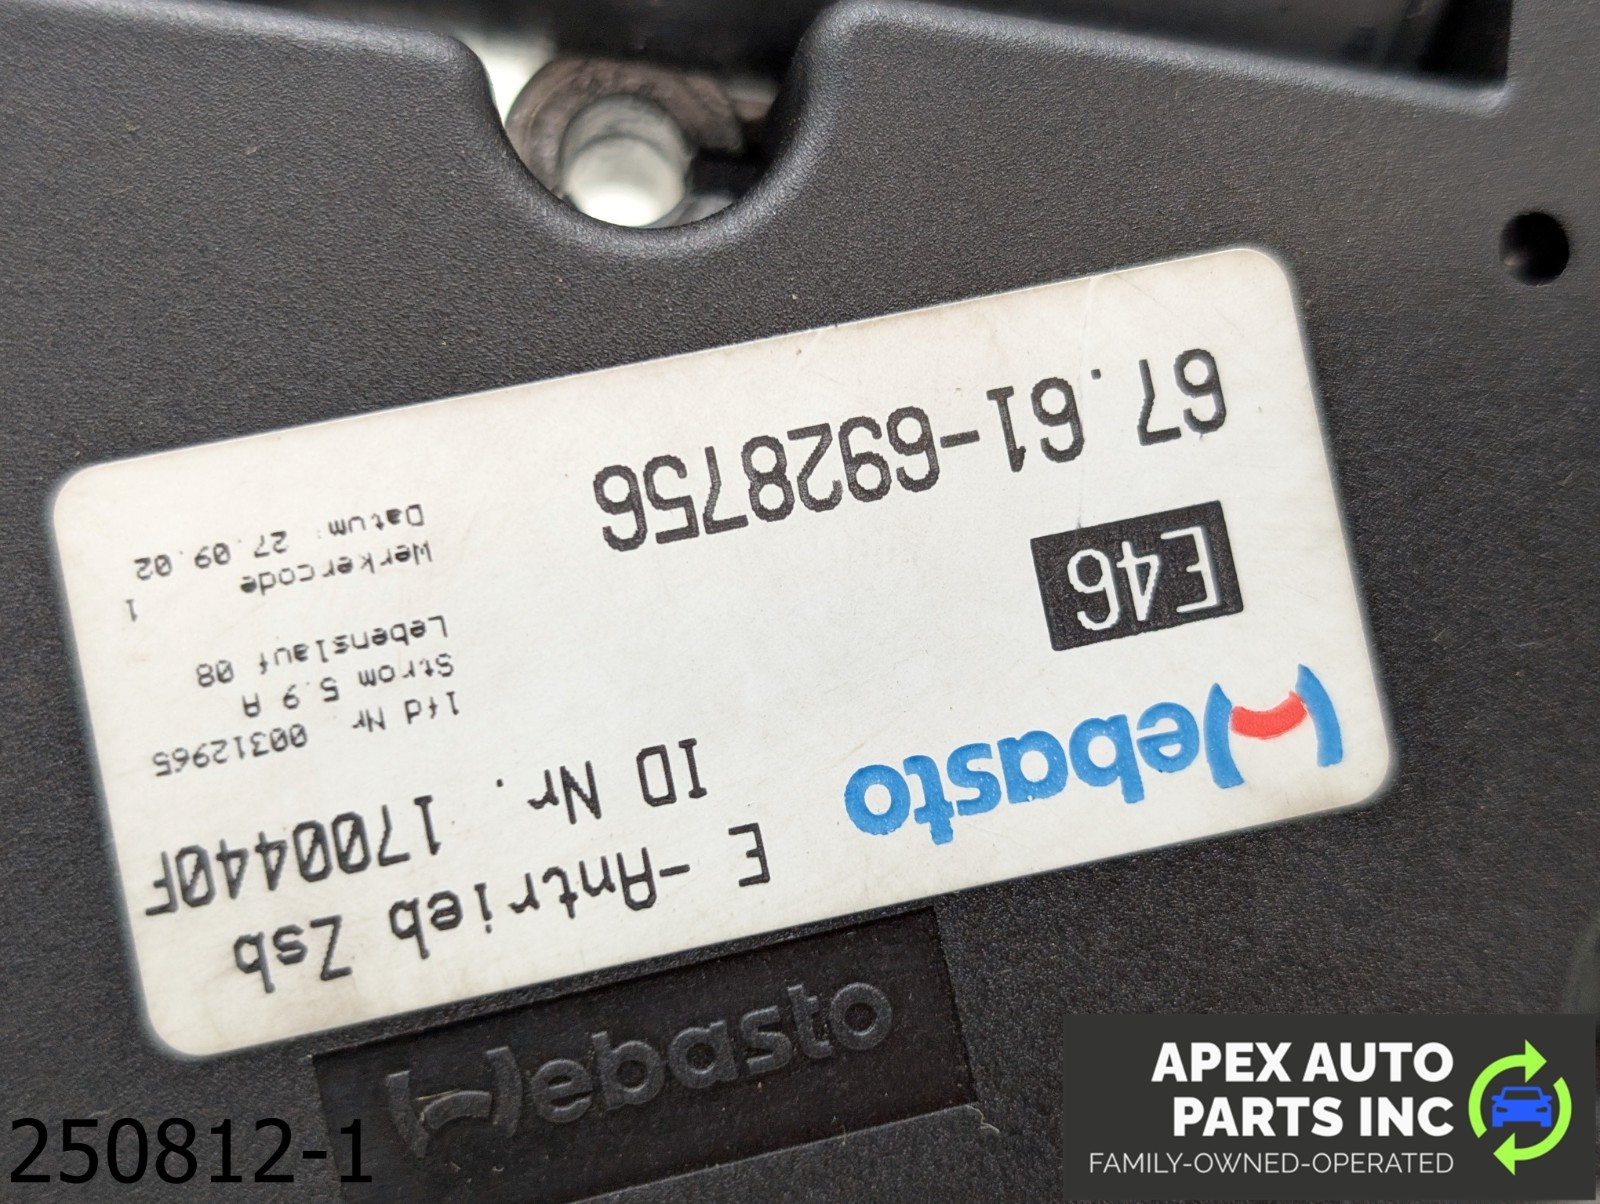 Webasto
E -Antrieb Zsb
ID Nr. 1700440F
lfd Nr. 00312965
Strom 5.9 A
Lebenslauf 08
Werkercode 1
Datum: 27.09.02
E46
67.61-6928756
Webasto
250812-1
APEX AUTO
PARTS INC
FAMILY-OWNED-OPERATED